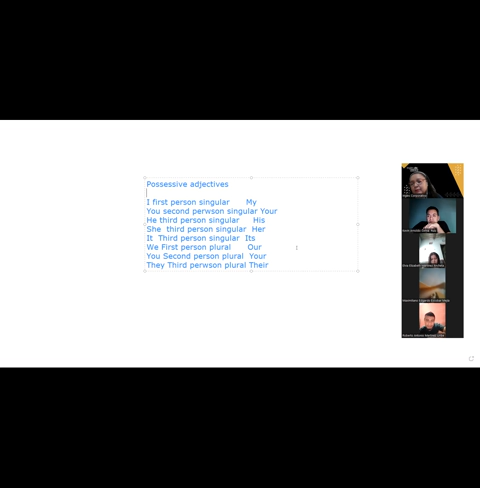 Possessive adjectives
I first person singular My
You second perwson singular Your
He third person singular His
She third person singular Her
It Third person singular Its
We First person plural Our
You Second person plural Your
They Third perwson plural Their